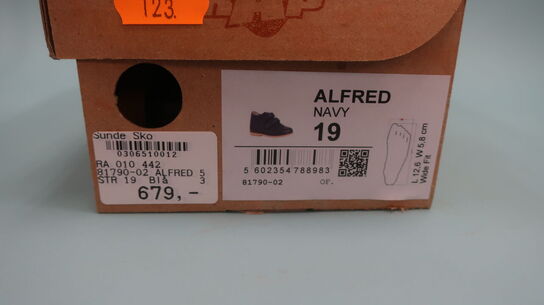 123.
ALFRED
NAVY
19
5 602354 788983
81790-02 OF.
L 12,6 W 5,8 cm
Wide Fit
Sunde Sko
0306510012
RA 010 442
81790-02 ALFRED 5
STR 19 Blå 3
679,-